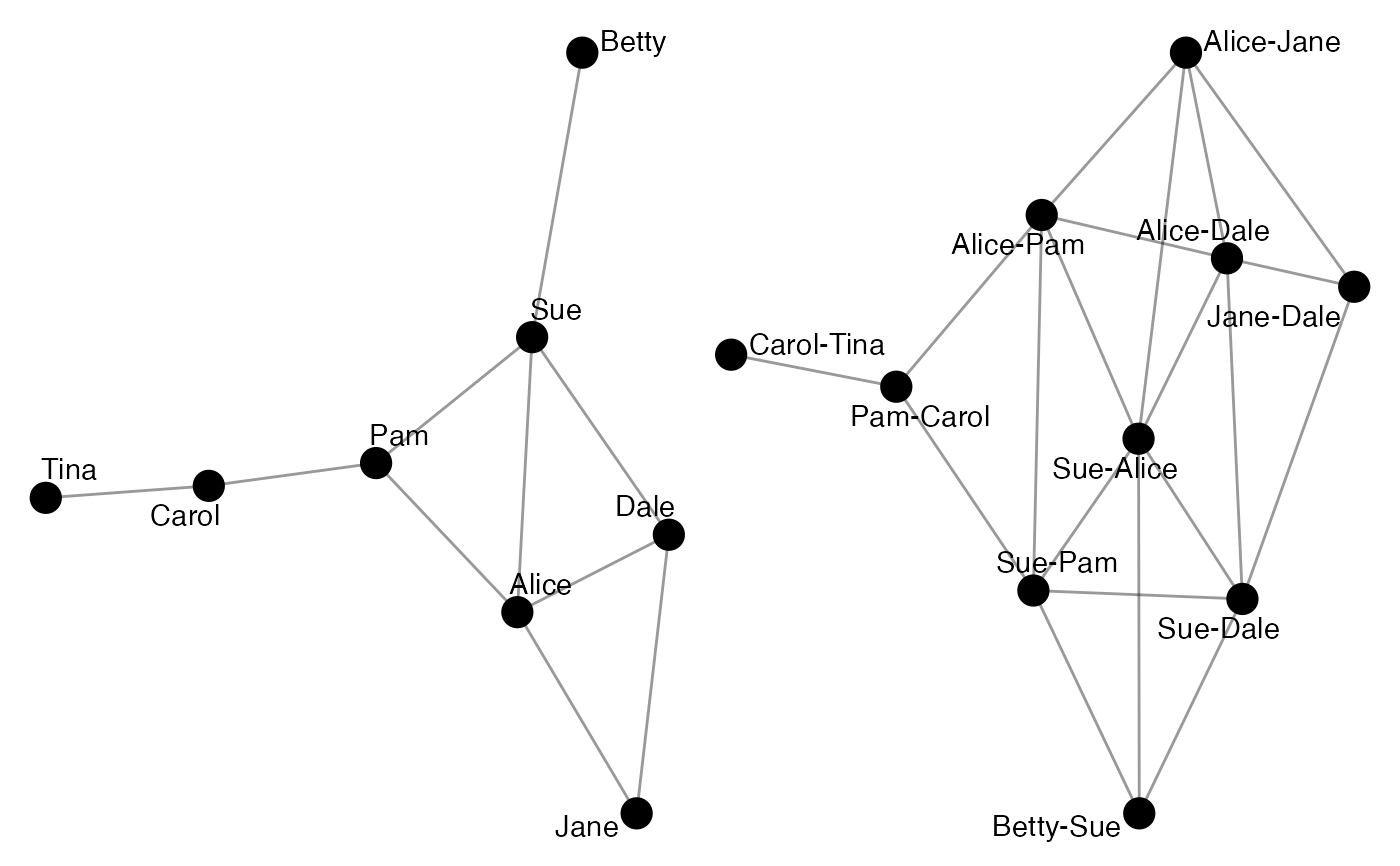 Betty
Sue
Pam
Tina
Carol
Dale
Alice
Jane
Alice-Jane
Alice-Dale
Alice-Pam
Jane-Dale
Carol-Tina
Pam-Carol
Sue-Alice
Sue-Pam
Sue-Dale
Betty-Sue